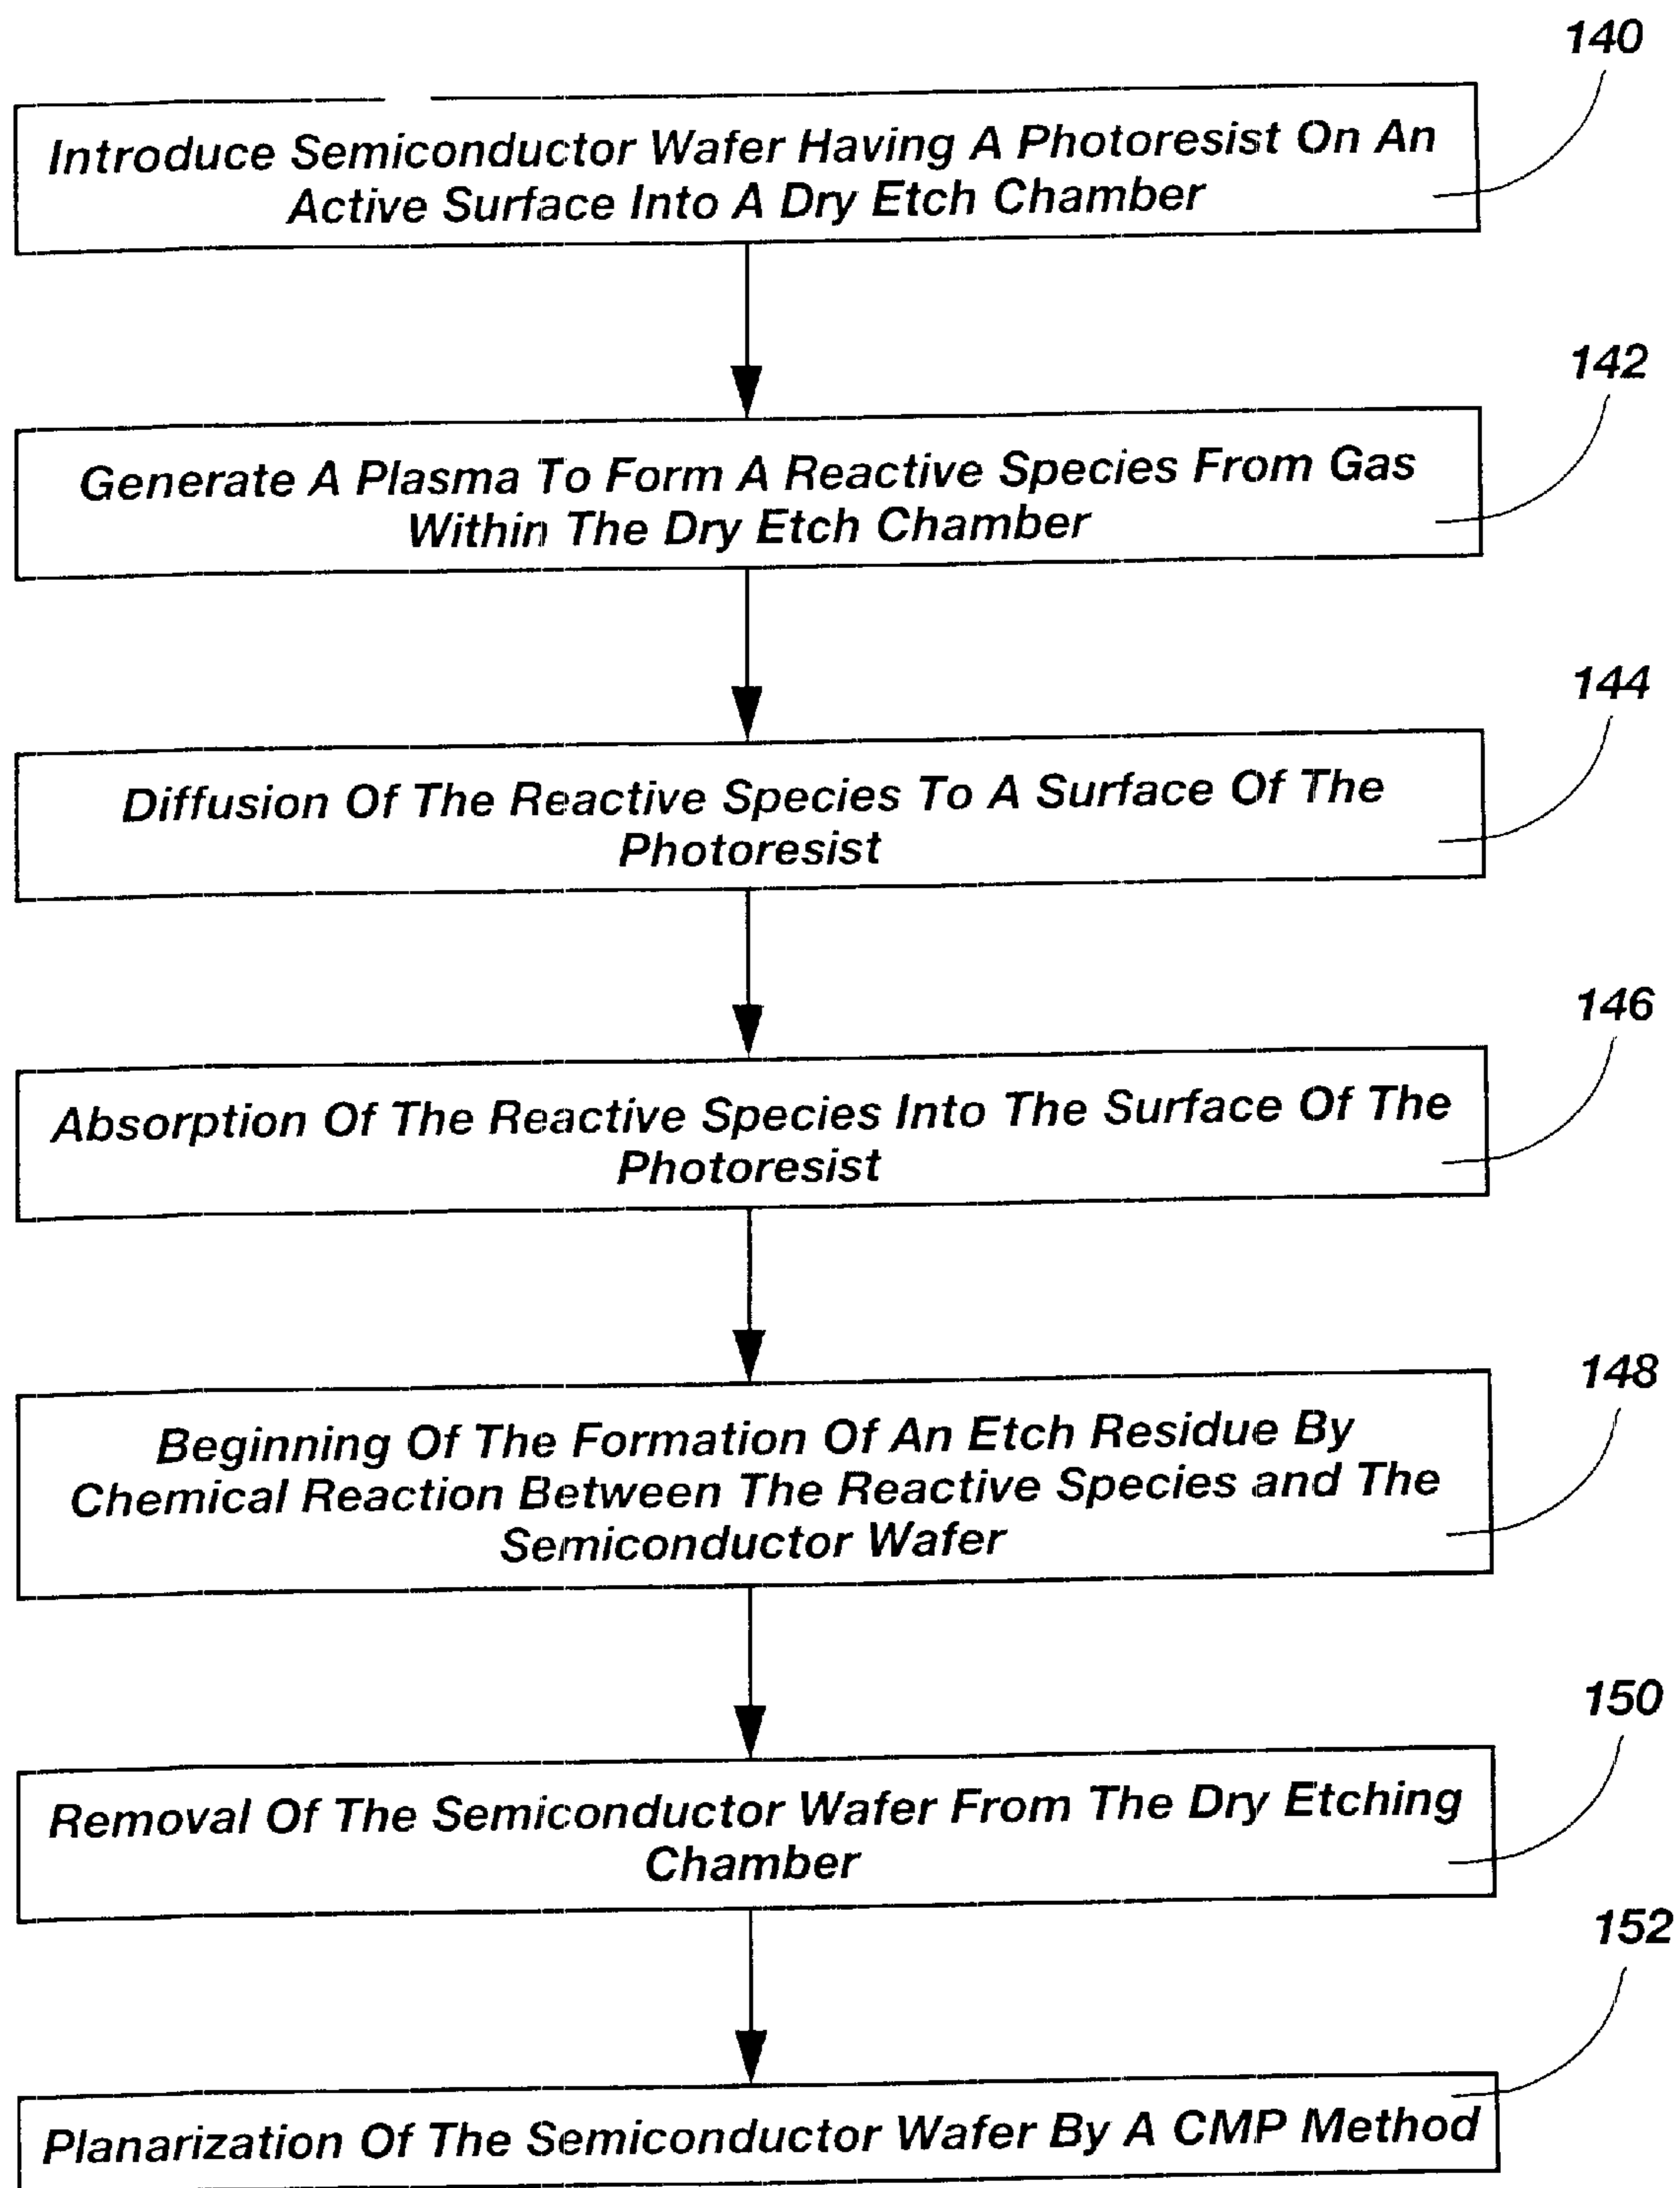 140
Introduce Semiconductor Wafer Having A Photoresist On An
Active Surface Into A Dry Etch Chamber
142
Generate A Plasma To Form A Reactive Species From Gas
Within The Dry Etch Chamber
144
Diffusion Of The Reactive Species To A Surface Of The
Photoresist
146
Absorption Of The Reactive Species Into The Surface Of The
Photoresist
148
Beginning Of The Formation Of An Etch Residue By
Chemical Reaction Between The Reactive Species and The
Semiconductor Wafer
150
Removal Of The Semiconductor Wafer From The Dry Etching
Chamber
152
Planarization Of The Semiconductor Wafer By A CMP Method